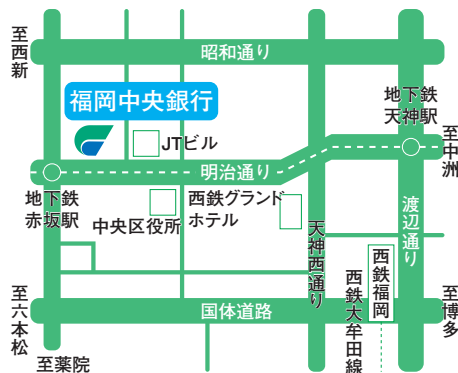 至西新
昭和通り
福岡中央銀行
地下鉄
天神駅
JTビル
至中洲
明治通り
地下鉄
赤坂駅
中央区役所
西鉄グランド
ホテル
渡辺通り
天神西通り
西鉄福岡
西鉄大牟田線
至六本松
国体道路
至博多
至薬院